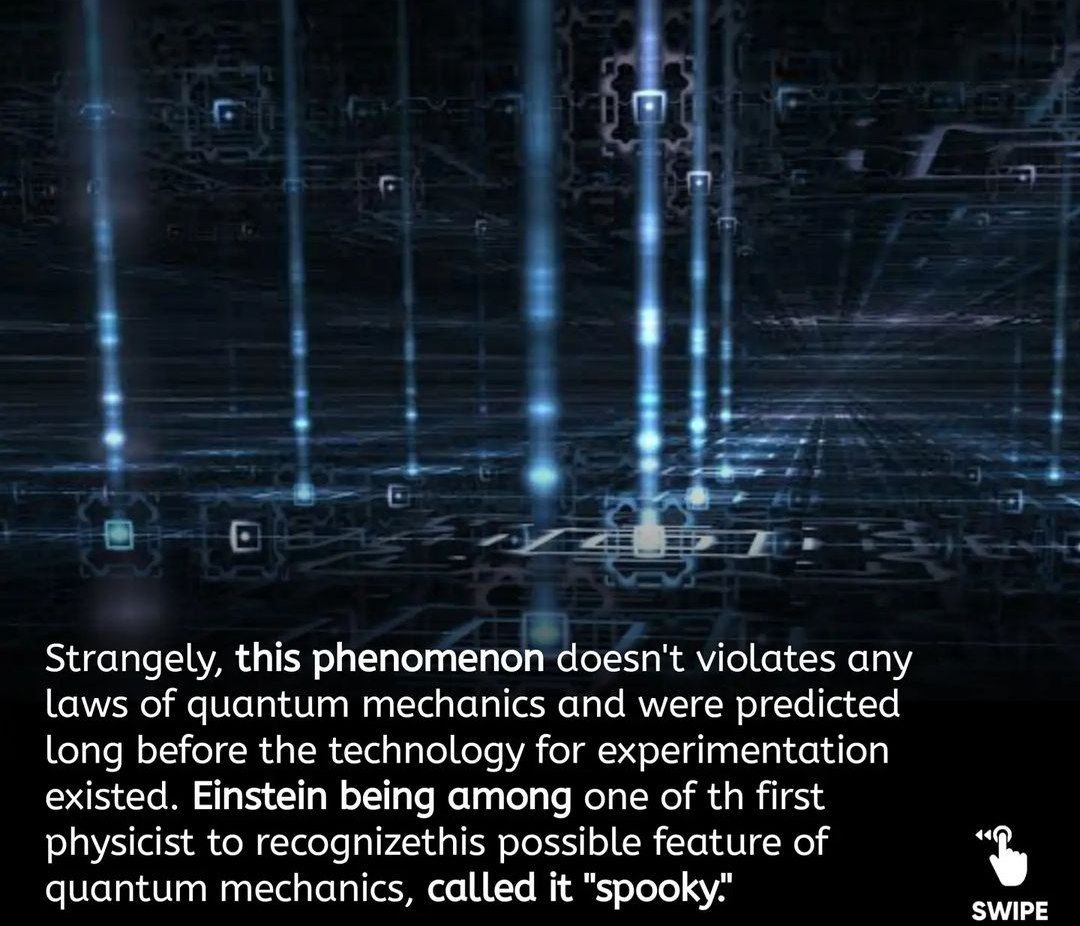 Strangely, this phenomenon doesn't violates any
laws of quantum mechanics and were predicted
long before the technology for experimentation
existed. Einstein being among one of th first
physicist to recognizethis possible feature of
quantum mechanics, called it "spooky."
SWIPE